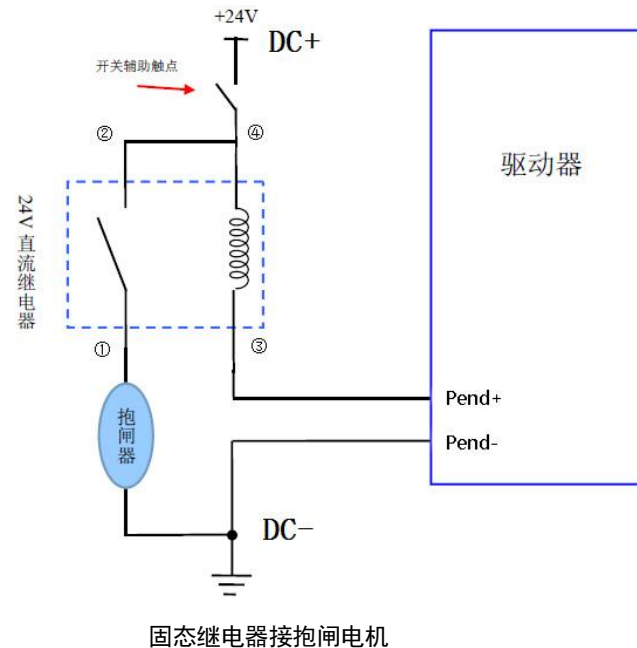 +24V
DC+
开关辅助触点
②
④
驱动器
24V 直流继电器
①
③
抱闸器
Pend+
Pend-
DC-
固态继电器接抱闸电机